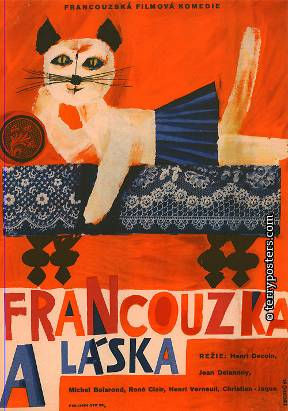 FRANCOUZSKÁ FILMOVÁ KOMEDIE
FRANCOUZKA
A LÁSKA
REŽIE: Henri Decoin,
Jean Delannoy,
Michel Boisrond, René Clair, Henri Verneuil, Christian-Jaque
© terryposters.com